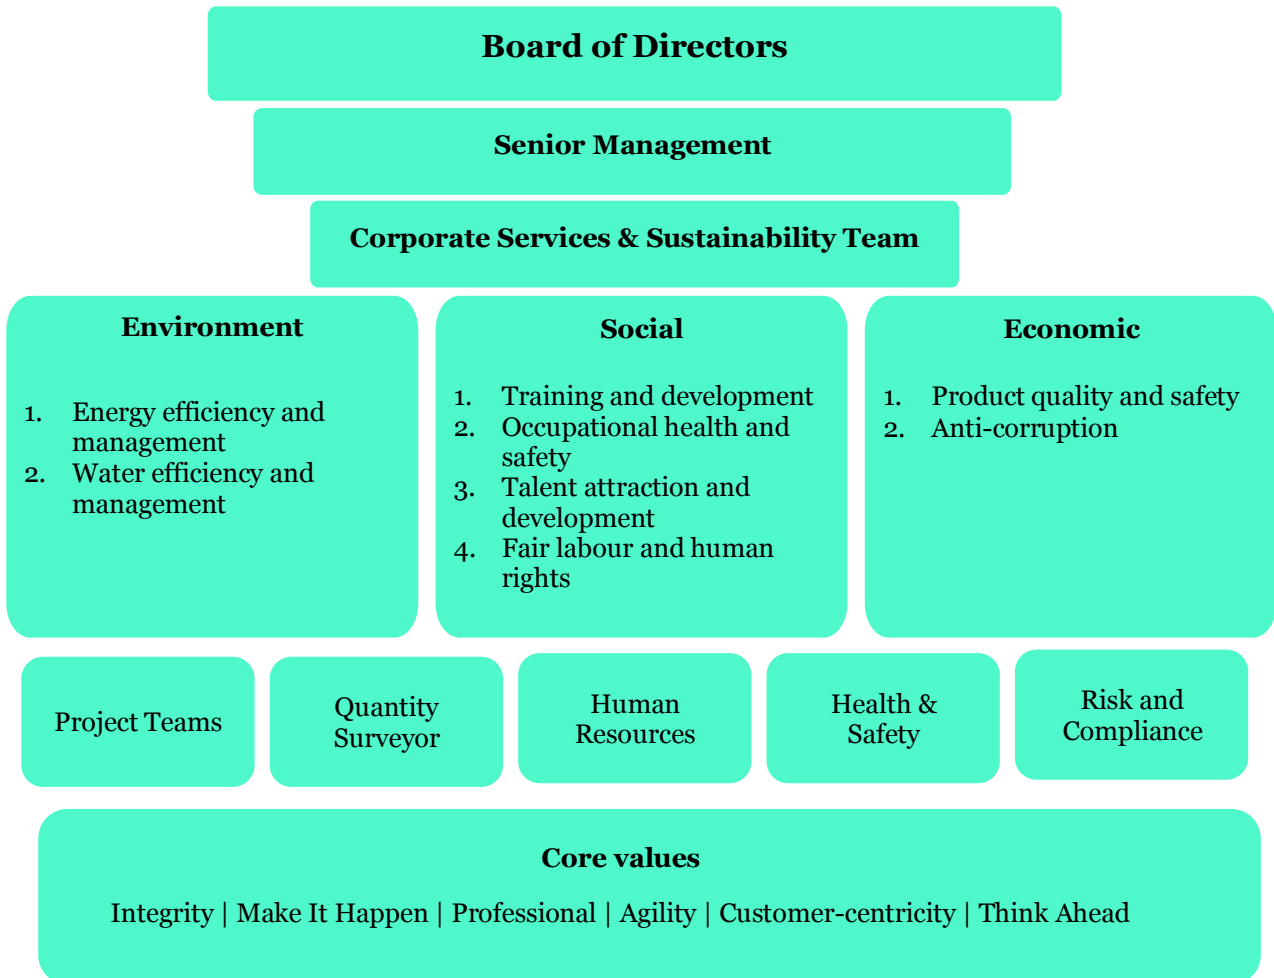 Board of Directors
Senior Management
Corporate Services & Sustainability Team
Environment
1. Energy efficiency and
management
2. Water efficiency and
management
Social
1. Training and development
2. Occupational health and
safety
3. Talent attraction and
development
4. Fair labour and human
rights
Economic
1. Product quality and safety
2. Anti-corruption
Project Teams
Quantity
Surveyor
Human
Resources
Health &
Safety
Risk and
Compliance
Core values
Integrity | Make It Happen | Professional | Agility | Customer-centricity | Think Ahead